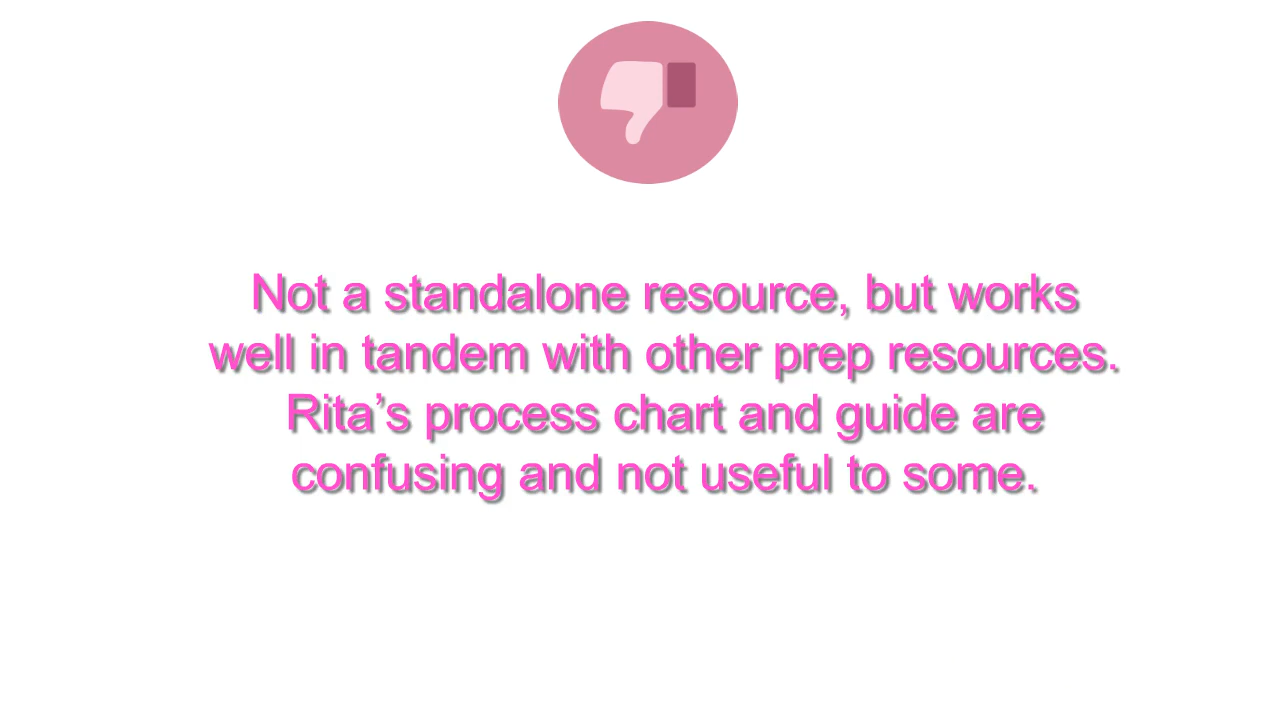 Not a standalone resource, but works
well in tandem with other prep resources.
Rita’s process chart and guide are
confusing and not useful to some.